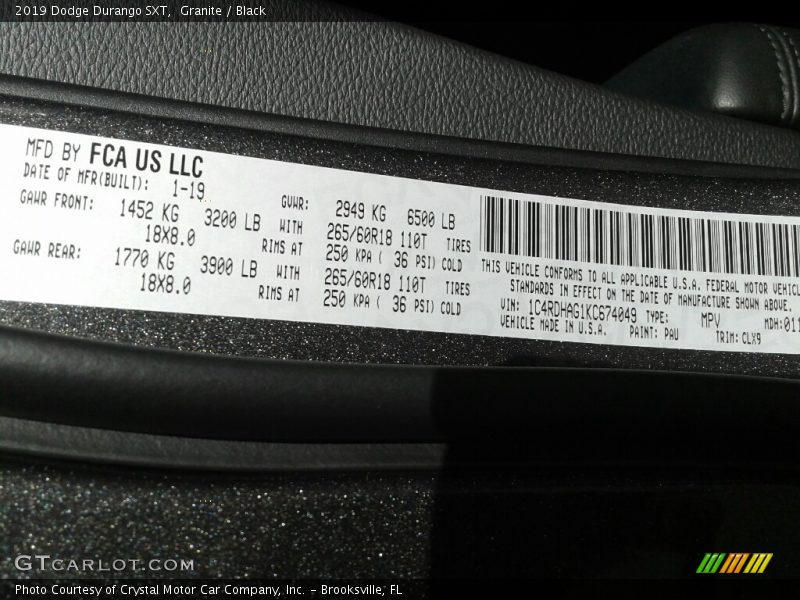 2019 Dodge Durango SXT,  Granite / Black
MFD BY FCA US LLC
DATE OF MFR(BUILT): 1-19
GVWR: 2949 KG 6500 LB
GAWR FRONT: 1452 KG 3200 LB WITH 265/60R18 110T TIRES
18X8.0 RIMS AT 250 KPA ( 36 PSI) COLD
GAWR REAR: 1770 KG 3900 LB WITH 265/60R18 110T TIRES
18X8.0 RIMS AT 250 KPA ( 36 PSI) COLD
THIS VEHICLE CONFORMS TO ALL APPLICABLE U.S.A. FEDERAL MOTOR VEHICL
STANDARDS IN EFFECT ON THE DATE OF MANUFACTURE SHOWN ABOVE.
VIN: 1C4RDHAG1KC674049 TYPE: MPV MDH:011
VEHICLE MADE IN U.S.A. PAINT: PAU TRIM: CLX9
GTCARLOT.COM
Photo Courtesy of Crystal Motor Car Company, Inc. – Brooksville, FL